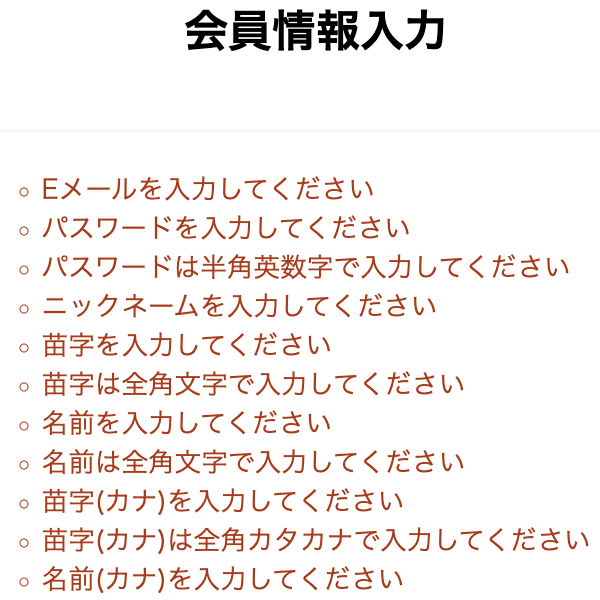 会員情報入力
Eメールを入力してください
パスワードを入力してください
パスワードは半角英数字で入力してください
ニックネームを入力してください
苗字を入力してください
苗字は全角文字で入力してください
名前を入力してください
名前は全角文字で入力してください
苗字(カナ)を入力してください
苗字(カナ)は全角カタカナで入力してください
名前(カナ)を入力してください